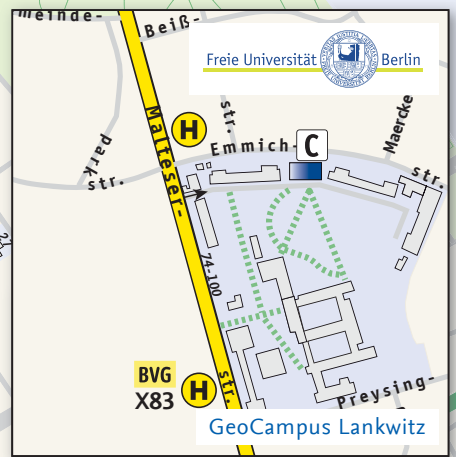 meinde-
Beiß-
str.
Freie Universität Berlin
Malteser-
str.
H
Emmich-
str.
C
Maercke
park
str.
74-100
BVG
X83
H
Preysing-
GeoCampus Lankwitz